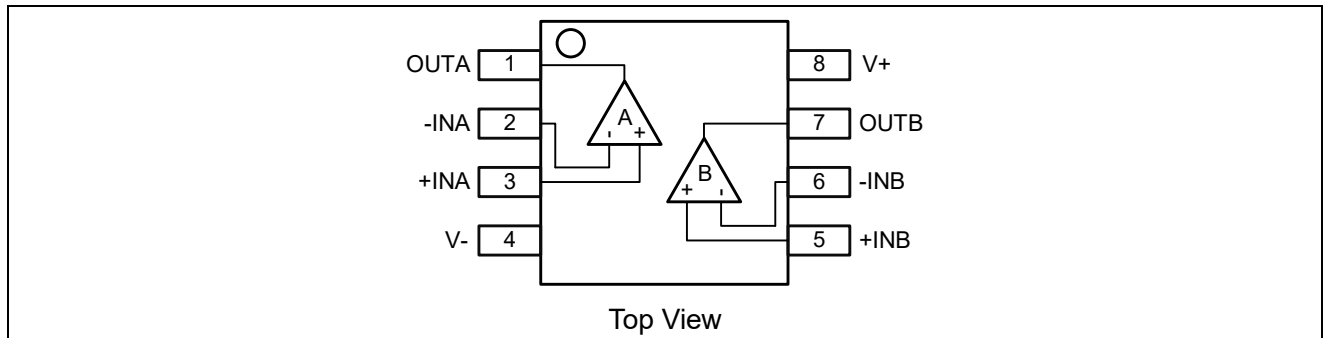 OUTA 1 8 V+
-INA 2 A 7 OUTB
- +
+INA 3 B 6 -INB
+ -
V- 4 5 +INB
Top View